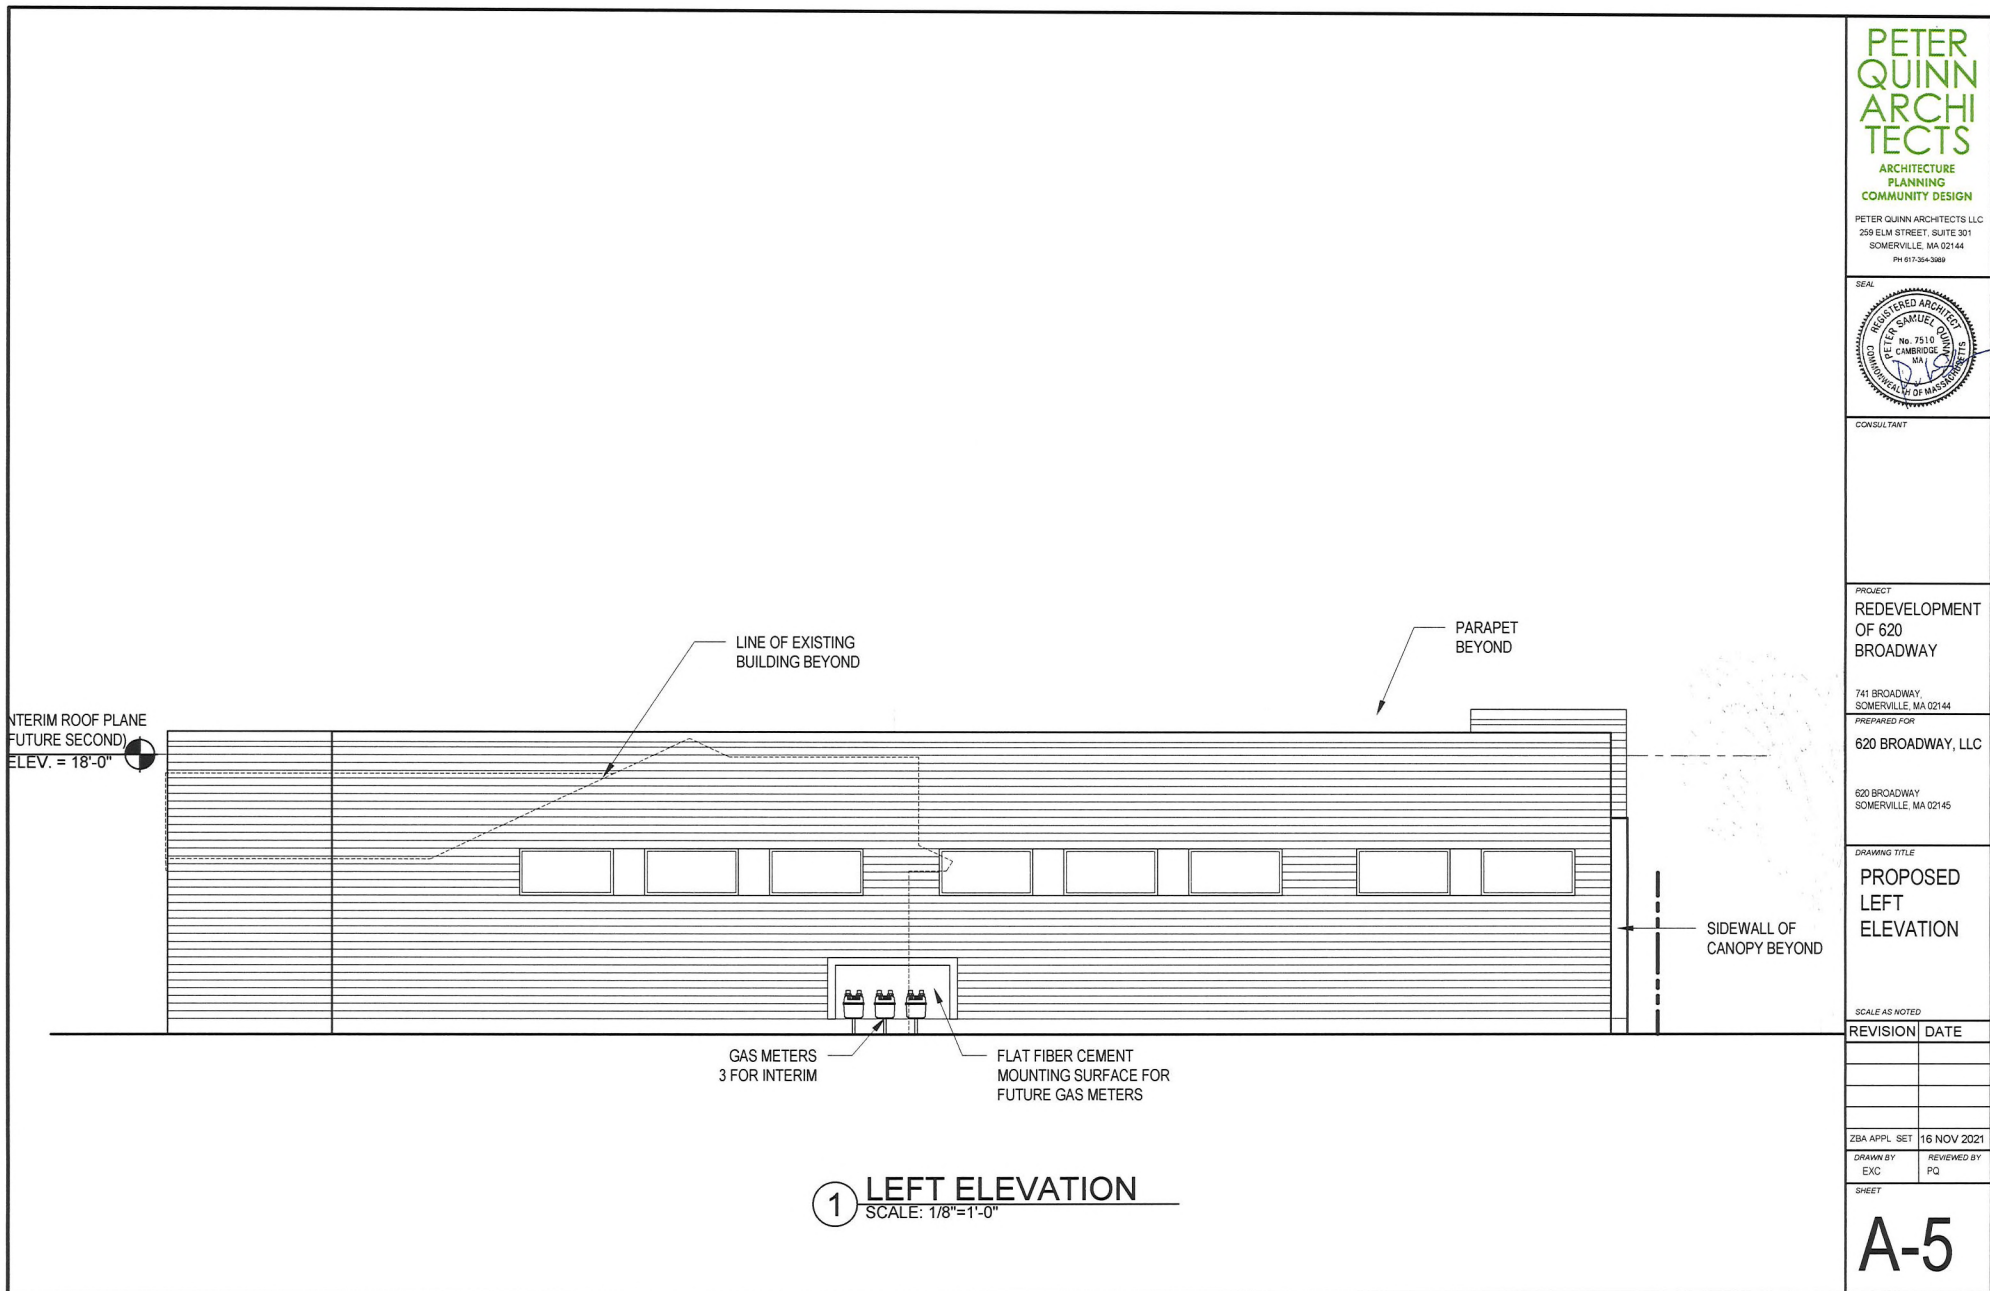 PETER
QUINN
ARCHI
TECTS
ARCHITECTURE
PLANNING
COMMUNITY DESIGN
PETER QUINN ARCHITECTS LLC
259 ELM STREET, SUITE 301
SOMERVILLE, MA 02144
PH 617-354-3989
SEAL
REGISTERED ARCHITECT
PETER SAMUEL QUINN
No. 7510
CAMBRIDGE
MA
COMMONWEALTH OF MASSACHUSETTS
CONSULTANT
PROJECT
REDEVELOPMENT
OF 620
BROADWAY
741 BROADWAY,
SOMERVILLE, MA 02144
PREPARED FOR
620 BROADWAY, LLC
620 BROADWAY
SOMERVILLE, MA 02145
DRAWING TITLE
PROPOSED
LEFT
ELEVATION
SCALE AS NOTED
REVISION DATE
ZBA APPL SET 16 NOV 2021
DRAWN BY REVIEWED BY
EXC PQ
SHEET
A-5
LINE OF EXISTING
BUILDING BEYOND
PARAPET
BEYOND
NTERIM ROOF PLANE
FUTURE SECOND)
ELEV. = 18'-0"
SIDEWALL OF
CANOPY BEYOND
GAS METERS
3 FOR INTERIM
FLAT FIBER CEMENT
MOUNTING SURFACE FOR
FUTURE GAS METERS
1 LEFT ELEVATION
SCALE: 1/8"=1'-0"